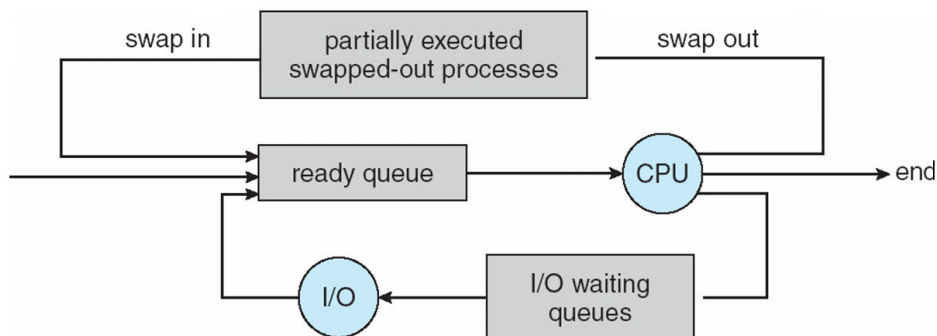 swap in
partially executed
swapped-out processes
swap out
ready queue
CPU
end
I/O
I/O waiting
queues